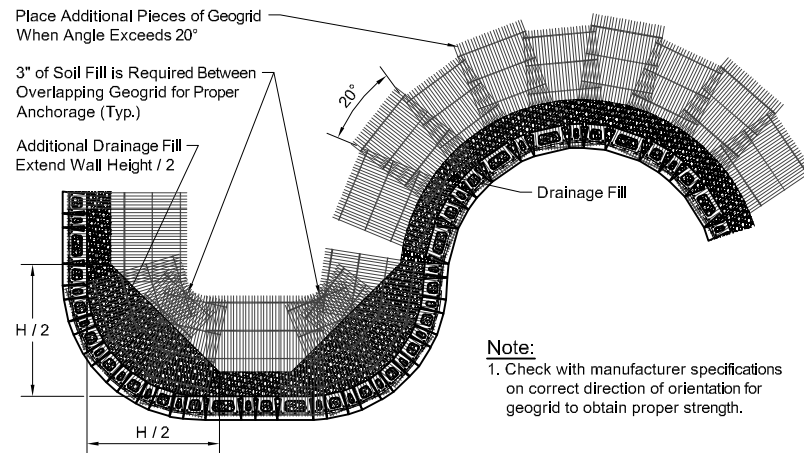 Place Additional Pieces of Geogrid
When Angle Exceeds 20°
3" of Soil Fill is Required Between
Overlapping Geogrid for Proper
Anchorage (Typ.)
Additional Drainage Fill
Extend Wall Height / 2
20°
Drainage Fill
H / 2
H / 2
Note:
1. Check with manufacturer specifications
on correct direction of orientation for
geogrid to obtain proper strength.